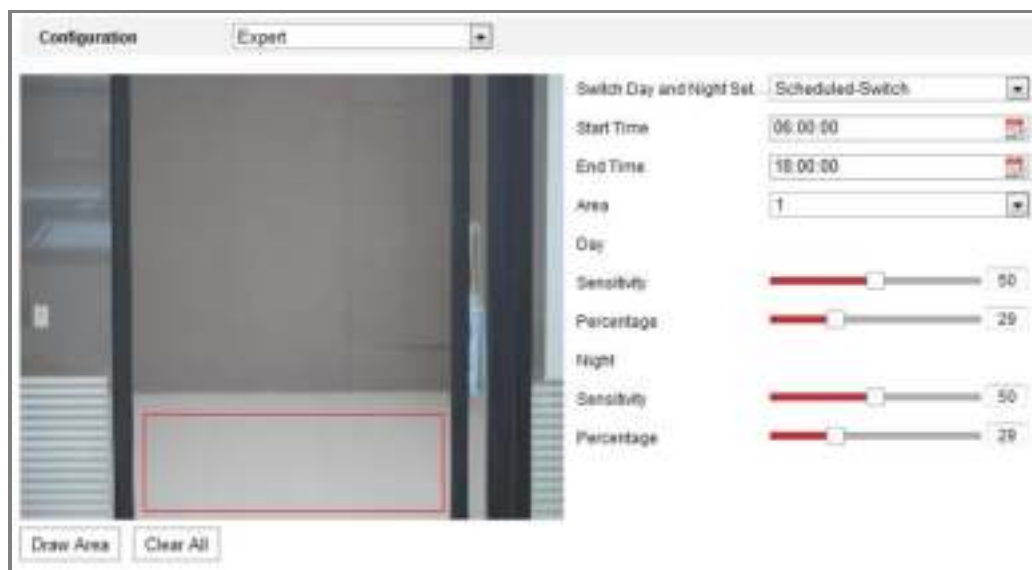 Configuration Expert
Switch Day and Night Set... Scheduled-Switch
Start Time 06:00:00
End Time 18:00:00
Area 1
Day
Sensitivity 50
Percentage 29
Night
Sensitivity 50
Percentage 29
Draw Area Clear All